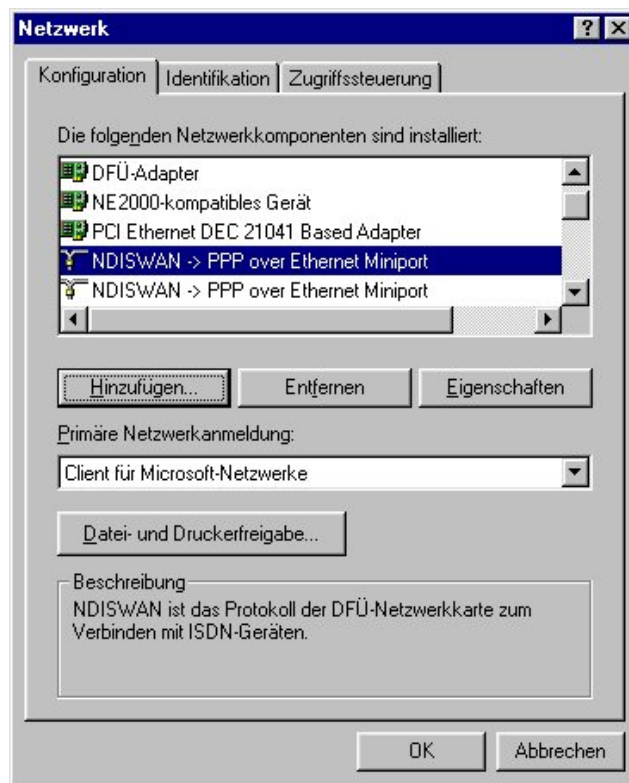 Netzwerk
Konfiguration
Identifikation
Zugriffssteuerung
Die folgenden Netzwerkkomponenten sind installiert:
DFÜ-Adapter
NE2000-kompatibles Gerät
PCI Ethernet DEC 21041 Based Adapter
NDISWAN -> PPP over Ethernet Miniport
NDISWAN -> PPP over Ethernet Miniport
Hinzufügen...
Entfernen
Eigenschaften
Primäre Netzwerkanmeldung:
Client für Microsoft-Netzwerke
Datei- und Druckerfreigabe...
Beschreibung
NDISWAN ist das Protokoll der DFÜ-Netzwerkkarte zum
Verbinden mit ISDN-Geräten.
OK
Abbrechen